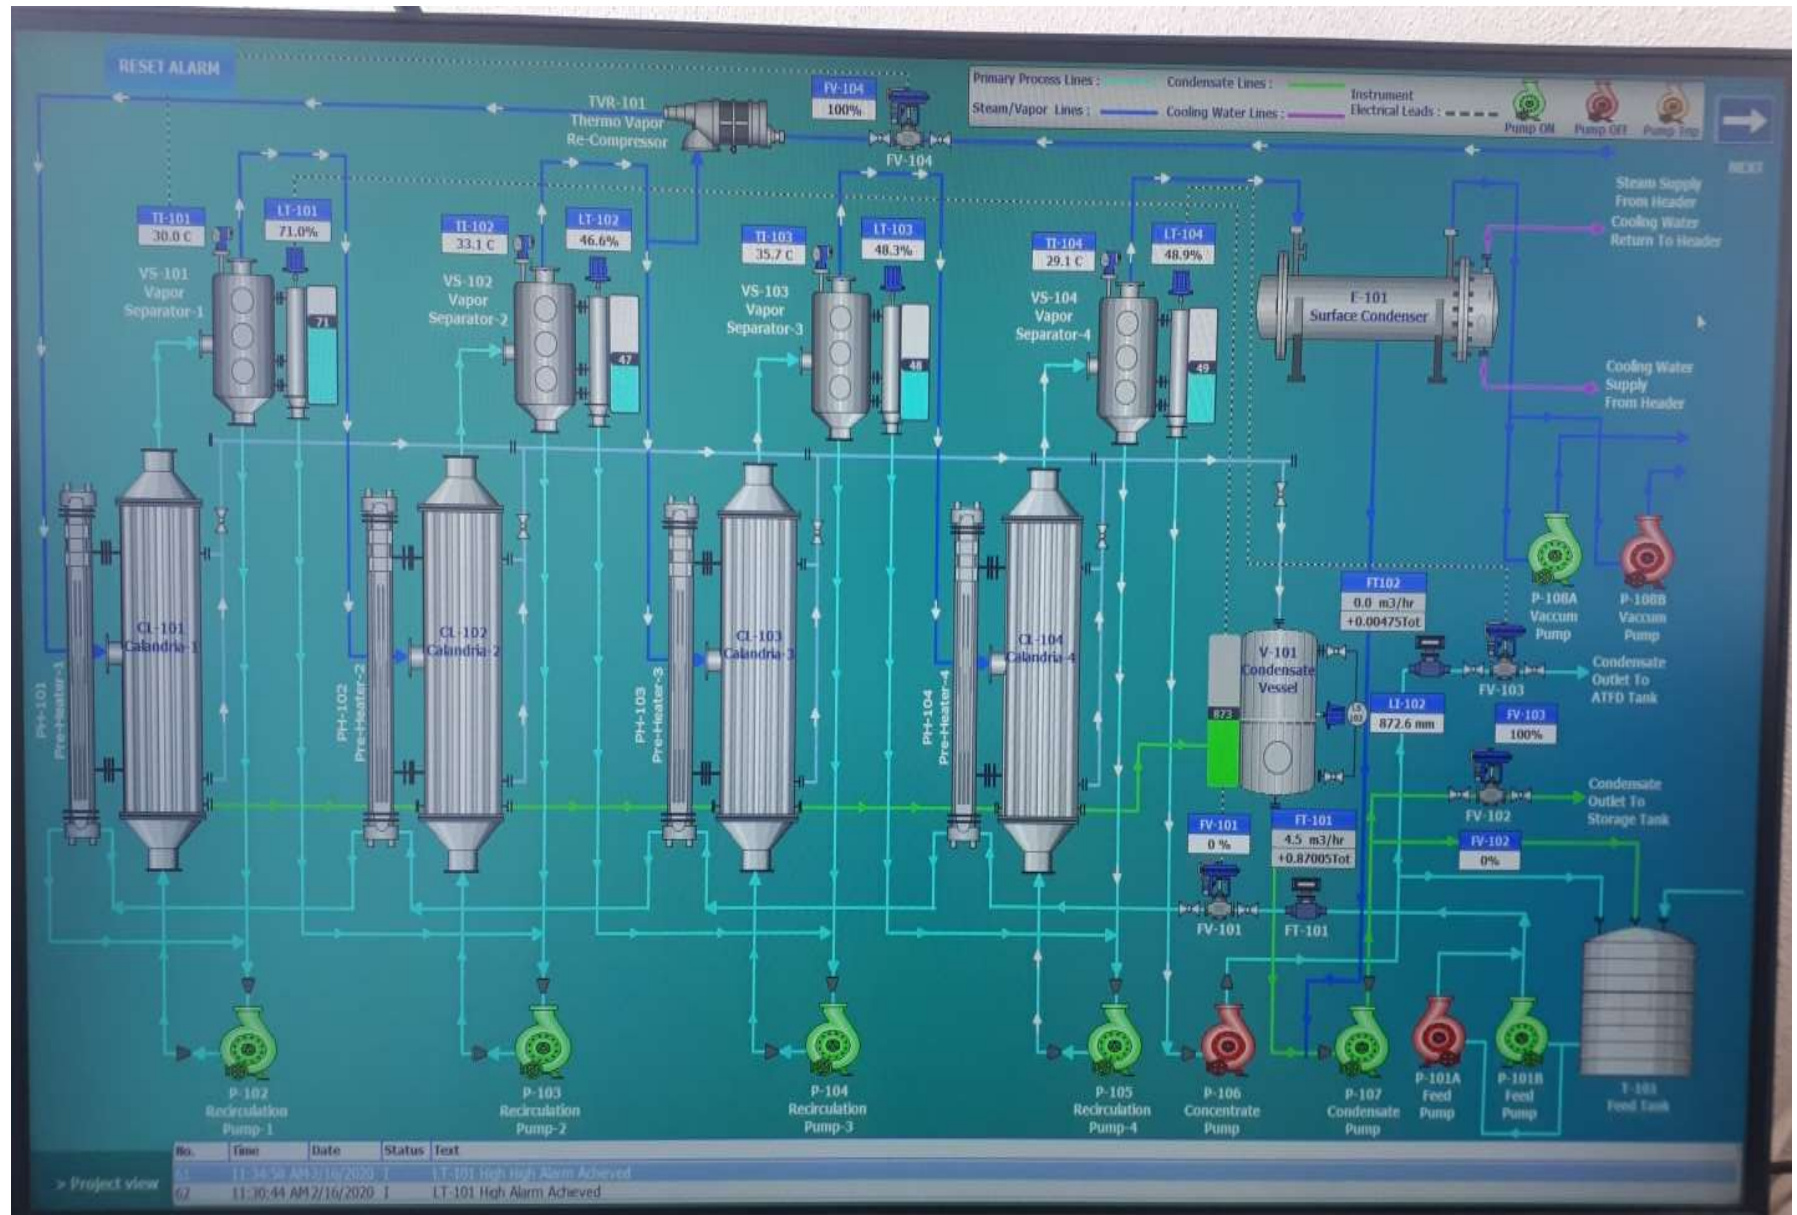 RESET ALARM
Primary Process Lines :
Condensate Lines :
Instrument
Electrical Leads :
Steam/Vapor Lines :
Cooling Water Lines :
Pump ON
Pump OFF
Pump Trip
NEXT
TVR-101
Thermo Vapor
Re-Compressor
FV-104
100%
FV-104
Steam Supply
From Header
Cooling Water
Return To Header
Cooling Water
Supply
From Header
TI-101
30.0 C
LT-101
71.0%
VS-101
Vapor
Separator-1
71
TI-102
33.1 C
LT-102
46.6%
VS-102
Vapor
Separator-2
47
TI-103
35.7 C
LT-103
48.3%
VS-103
Vapor
Separator-3
48
TI-104
29.1 C
LT-104
48.9%
VS-104
Vapor
Separator-4
49
E-101
Surface Condenser
PH-101
Pre-Heater-1
CL-101
Calandria-1
PH-102
Pre-Heater-2
CL-102
Calandria-2
PH-103
Pre-Heater-3
CL-103
Calandria-3
PH-104
Pre-Heater-4
CL-104
Calandria-4
V-101
Condensate
Vessel
873
LI-102
872.6 mm
FT102
0.0 m3/hr
+0.00475Tot
P-108A
Vaccum
Pump
P-108B
Vaccum
Pump
FV-103
Condensate
Outlet To
ATFD Tank
FV-103
100%
FV-102
Condensate
Outlet To
Storage Tank
FV-102
0%
FV-101
0 %
FT-101
4.5 m3/hr
+0.87005Tot
FV-101
FT-101
P-102
Recirculation
Pump-1
P-103
Recirculation
Pump-2
P-104
Recirculation
Pump-3
P-105
Recirculation
Pump-4
P-106
Concentrate
Pump
P-107
Condensate
Pump
P-101A
Feed
Pump
P-101B
Feed
Pump
T-101
Feed Tank
> Project view
No. Time Date Status Text
LT-101 High High Alarm Achieved
62 11:30:44 AM 2/16/2020 I LT-101 High Alarm Achieved